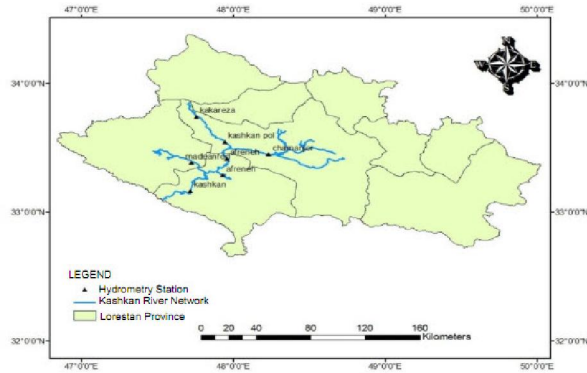 47°0'0"E 48°0'0"E 49°0'0"E 50°0'0"E
34°0'0"N 34°0'0"N
kakareza
kashkan pol
afreneh chamanjir
afreneh
kashkan
33°0'0"N 33°0'0"N
LEGEND
Hydrometry Station
Kashkan River Network
Lorestan Province
0 10 20 40 80 120 160
Kilometers
32°0'0"N 32°0'0"N
47°0'0"E 48°0'0"E 49°0'0"E 50°0'0"E